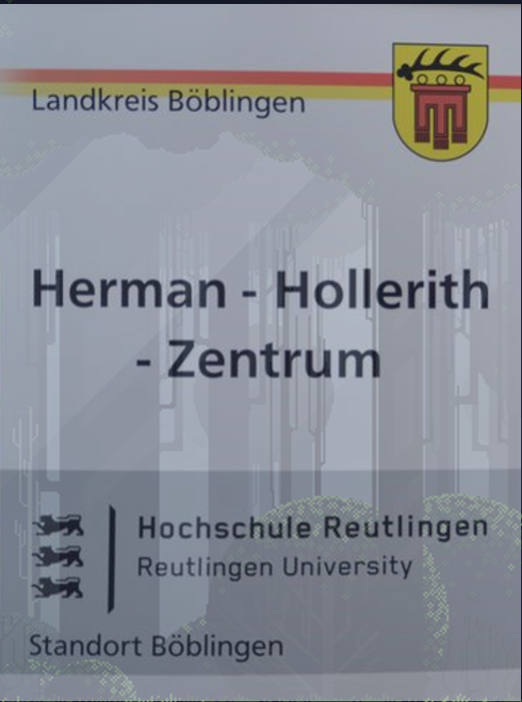 Landkreis Böblingen
Herman - Hollerith
- Zentrum
Hochschule Reutlingen
Reutlingen University
Standort Böblingen